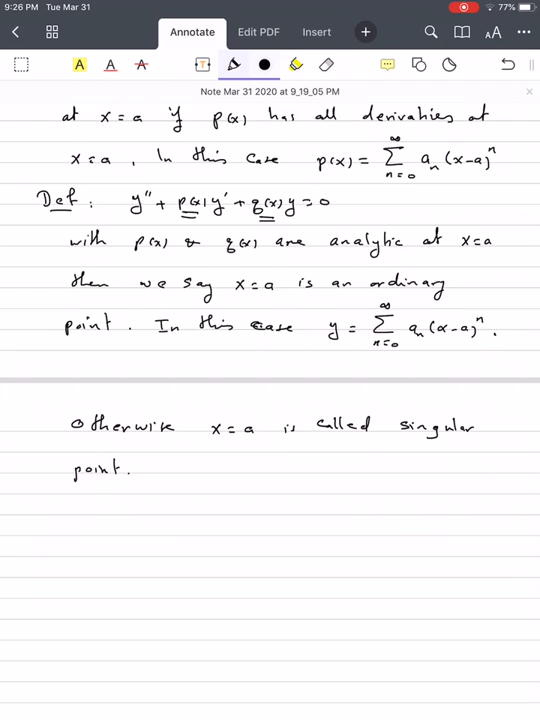 9:26 PM Tue Mar 31 77%
Annotate Edit PDF Insert
Note Mar 31 2020 at 9_19_05 PM
at x = a if p(x) has all derivaties at
x = a. In this case p(x) = ∑_{n=0}^{∞} a_n (x-a)^n
Def: y'' + p(x) y' + q(x) y = 0
with p(x) & q(x) are analytic at x=a
then we say x = a is an ordinary
point. In this case y = ∑_{n=0}^{∞} a_n (x-a)^n.
Otherwise x = a is called singular
point.